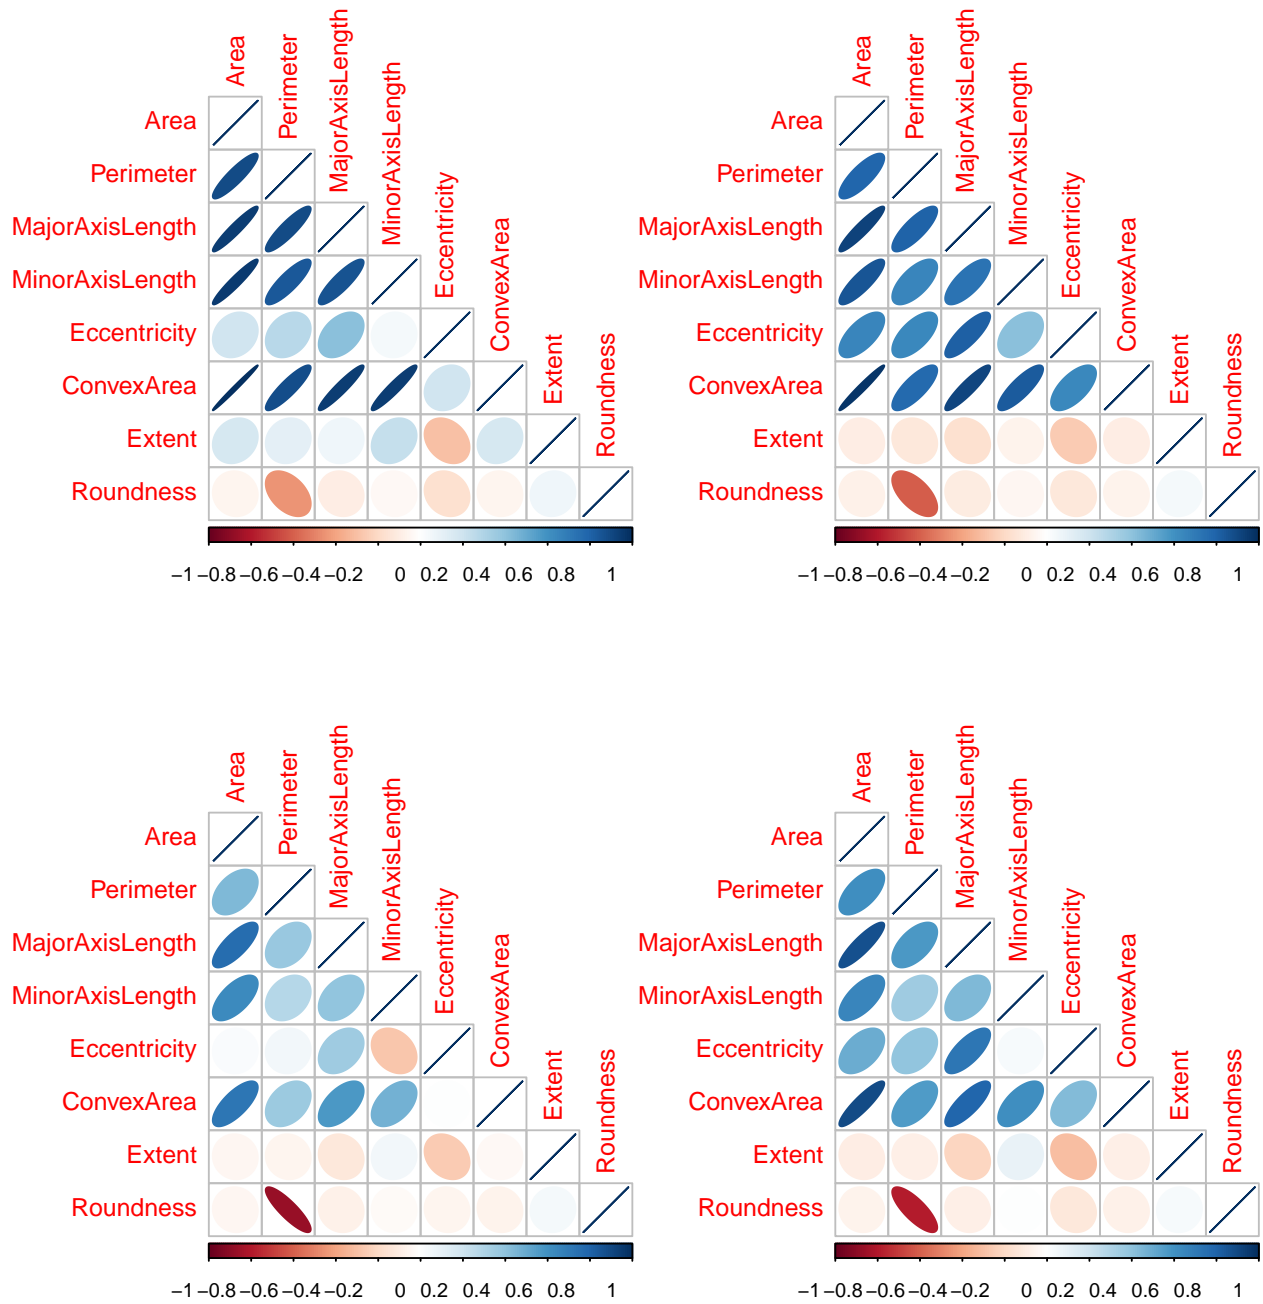 Area
Perimeter
MajorAxisLength
MinorAxisLength
Eccentricity
ConvexArea
Extent
Roundness
Area
Perimeter
MajorAxisLength
MinorAxisLength
Eccentricity
ConvexArea
Extent
Roundness
−1 −0.8 −0.6 −0.4 −0.2 0 0.2 0.4 0.6 0.8 1
Area
Perimeter
MajorAxisLength
MinorAxisLength
Eccentricity
ConvexArea
Extent
Roundness
Area
Perimeter
MajorAxisLength
MinorAxisLength
Eccentricity
ConvexArea
Extent
Roundness
−1 −0.8 −0.6 −0.4 −0.2 0 0.2 0.4 0.6 0.8 1
Area
Perimeter
MajorAxisLength
MinorAxisLength
Eccentricity
ConvexArea
Extent
Roundness
Area
Perimeter
MajorAxisLength
MinorAxisLength
Eccentricity
ConvexArea
Extent
Roundness
−1 −0.8 −0.6 −0.4 −0.2 0 0.2 0.4 0.6 0.8 1
Area
Perimeter
MajorAxisLength
MinorAxisLength
Eccentricity
ConvexArea
Extent
Roundness
Area
Perimeter
MajorAxisLength
MinorAxisLength
Eccentricity
ConvexArea
Extent
Roundness
−1 −0.8 −0.6 −0.4 −0.2 0 0.2 0.4 0.6 0.8 1